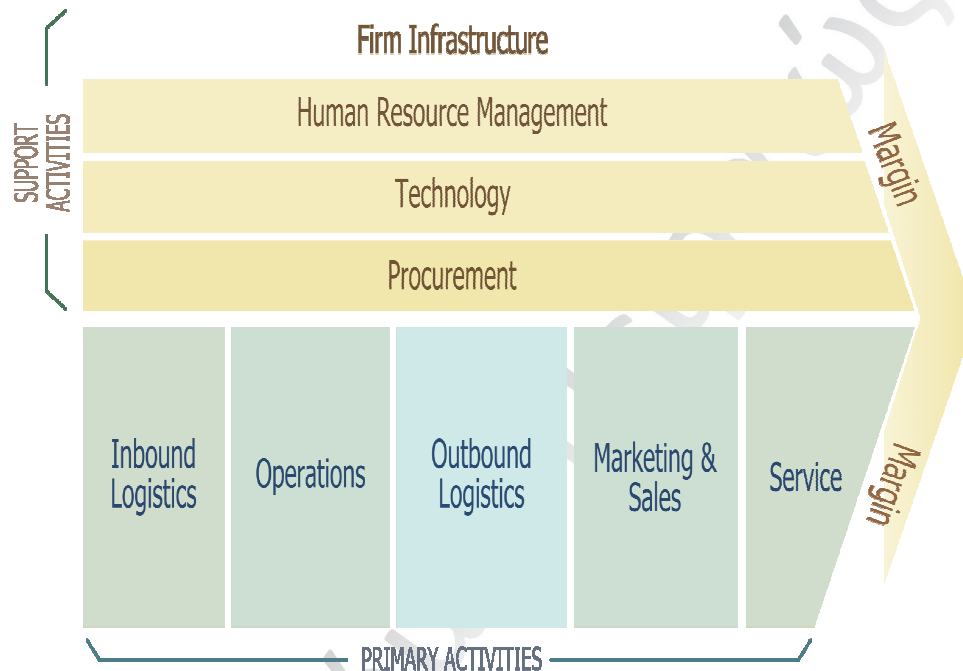 Firm Infrastructure
Human Resource Management
Technology
Procurement
SUPPORT
ACTIVITIES
Margin
Inbound
Logistics
Operations
Outbound
Logistics
Marketing &
Sales
Service
Margin
PRIMARY ACTIVITIES